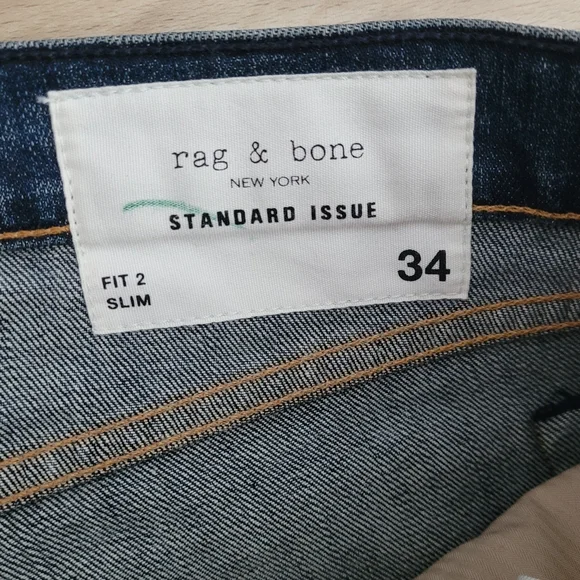 rag & bone
NEW YORK
STANDARD ISSUE
FIT 2
SLIM
34